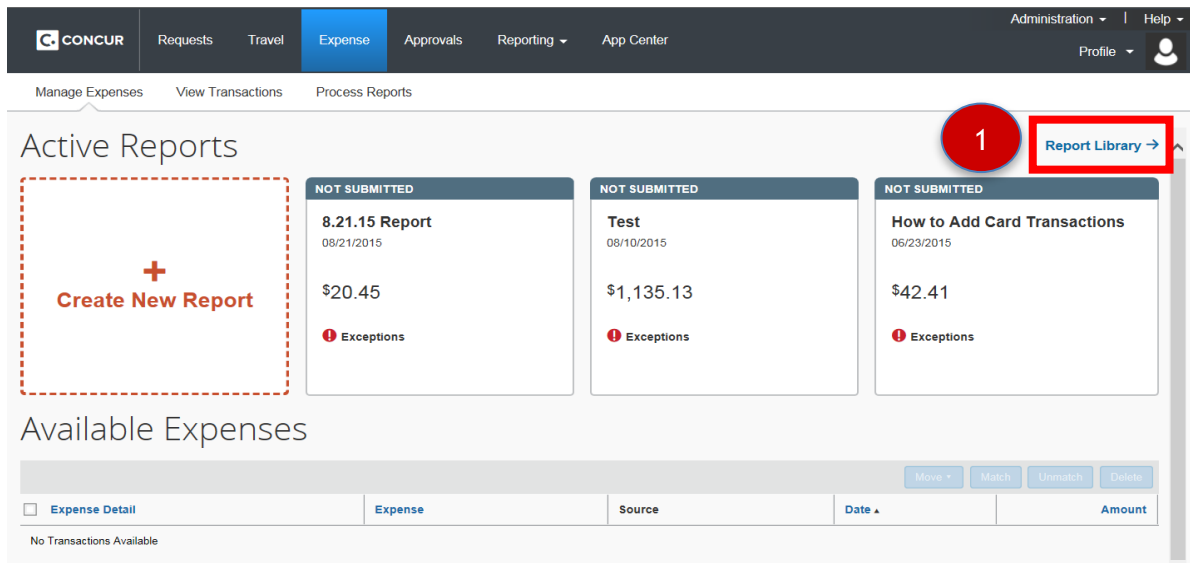 Administration | Help
C. CONCUR Requests Travel Expense Approvals Reporting App Center
Profile
Manage Expenses View Transactions Process Reports
Active Reports
1
Report Library →
+
Create New Report
NOT SUBMITTED
8.21.15 Report
08/21/2015
$20.45
! Exceptions
NOT SUBMITTED
Test
08/10/2015
$1,135.13
! Exceptions
NOT SUBMITTED
How to Add Card Transactions
06/23/2015
$42.41
! Exceptions
Available Expenses
Move Match Unmatch Delete
Expense Detail Expense Source Date Amount
No Transactions Available